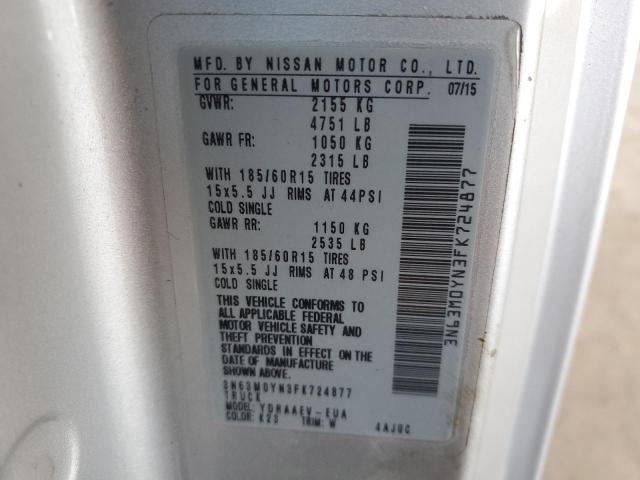 MFD. BY NISSAN MOTOR CO., LTD.
FOR GENERAL MOTORS CORP. 07/15
GVWR: 2155 KG
4751 LB
GAWR FR: 1050 KG
2315 LB
WITH 185/60R15 TIRES
15x5.5 JJ RIMS AT 44PSI
COLD SINGLE
GAWR RR: 1150 KG
2535 LB
WITH 185/60R15 TIRES
15x5.5 JJ RIMS AT 48 PSI
COLD SINGLE
THIS VEHICLE CONFORMS TO
ALL APPLICABLE FEDERAL
MOTOR VEHICLE SAFETY AND
THEFT PREVENTION
STANDARDS IN EFFECT ON THE
DATE OF MANUFACTURE
SHOWN ABOVE.
3N63M0YN3FK724877
TRUCK
MODEL: YDRAAEV-EUA
COLOR: K23 TRIM: W 4AJ0C
3N63M0YN3FK724877